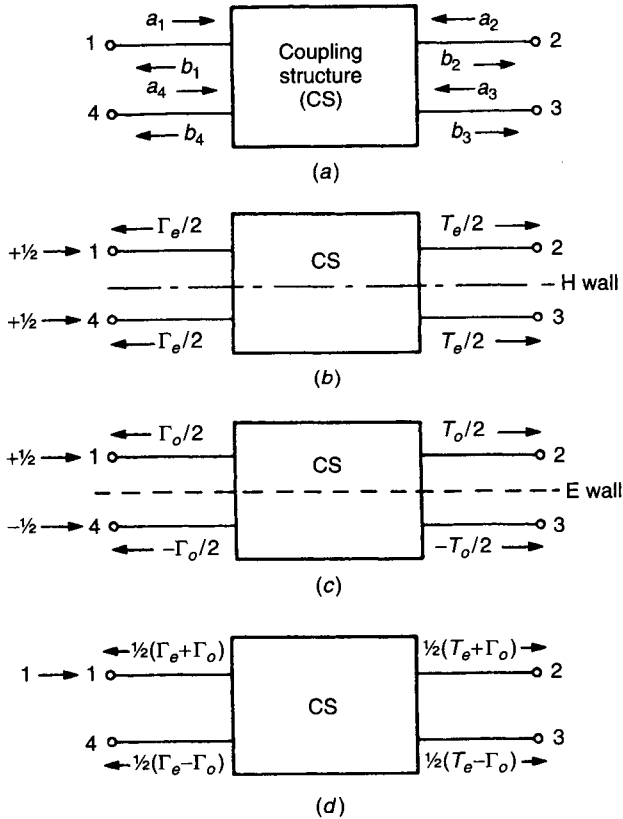 a₁ a₂
1 Coupling structure (CS) 2
b₁ b₂
a₄ a₃
4 3
b₄ b₃
(a)
Γₑ/2 Tₑ/2
+½ 1 CS 2
H wall
+½ 4 3
Γₑ/2 Tₑ/2
(b)
Γₒ/2 Tₒ/2
+½ 1 CS 2
E wall
−½ 4 3
−Γₒ/2 −Tₒ/2
(c)
½(Γₑ+Γₒ) ½(Tₑ+Γₒ)
1 1 2
CS
4 3
½(Γₑ−Γₒ) ½(Tₑ−Γₒ)
(d)